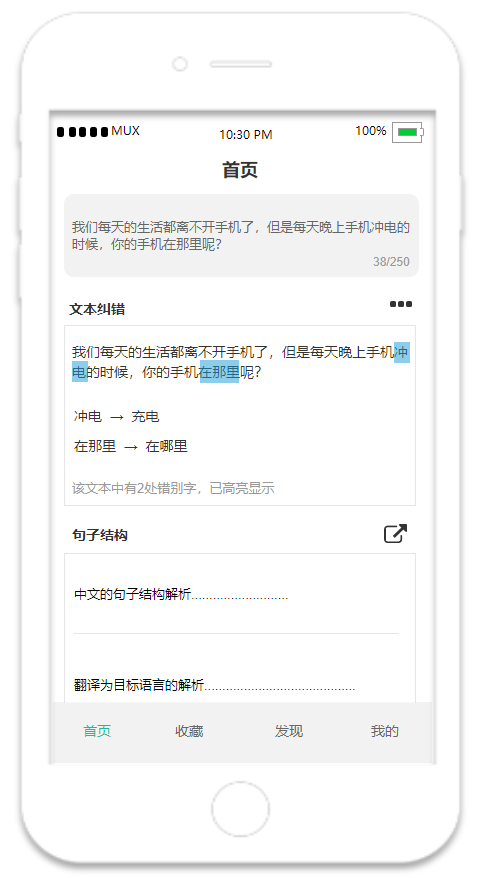 MUX 10:30 PM 100%
首页
我们每天的生活都离不开手机了，但是每天晚上手机冲电的
时候，你的手机在那里呢？
38/250
文本纠错
我们每天的生活都离不开手机了，但是每天晚上手机冲
电的时候，你的手机在那里呢？
冲电 → 充电
在那里 → 在哪里
该文本中有2处错别字，已高亮显示
句子结构
中文的句子结构解析...........................
翻译为目标语言的解析..........................................
首页 收藏 发现 我的